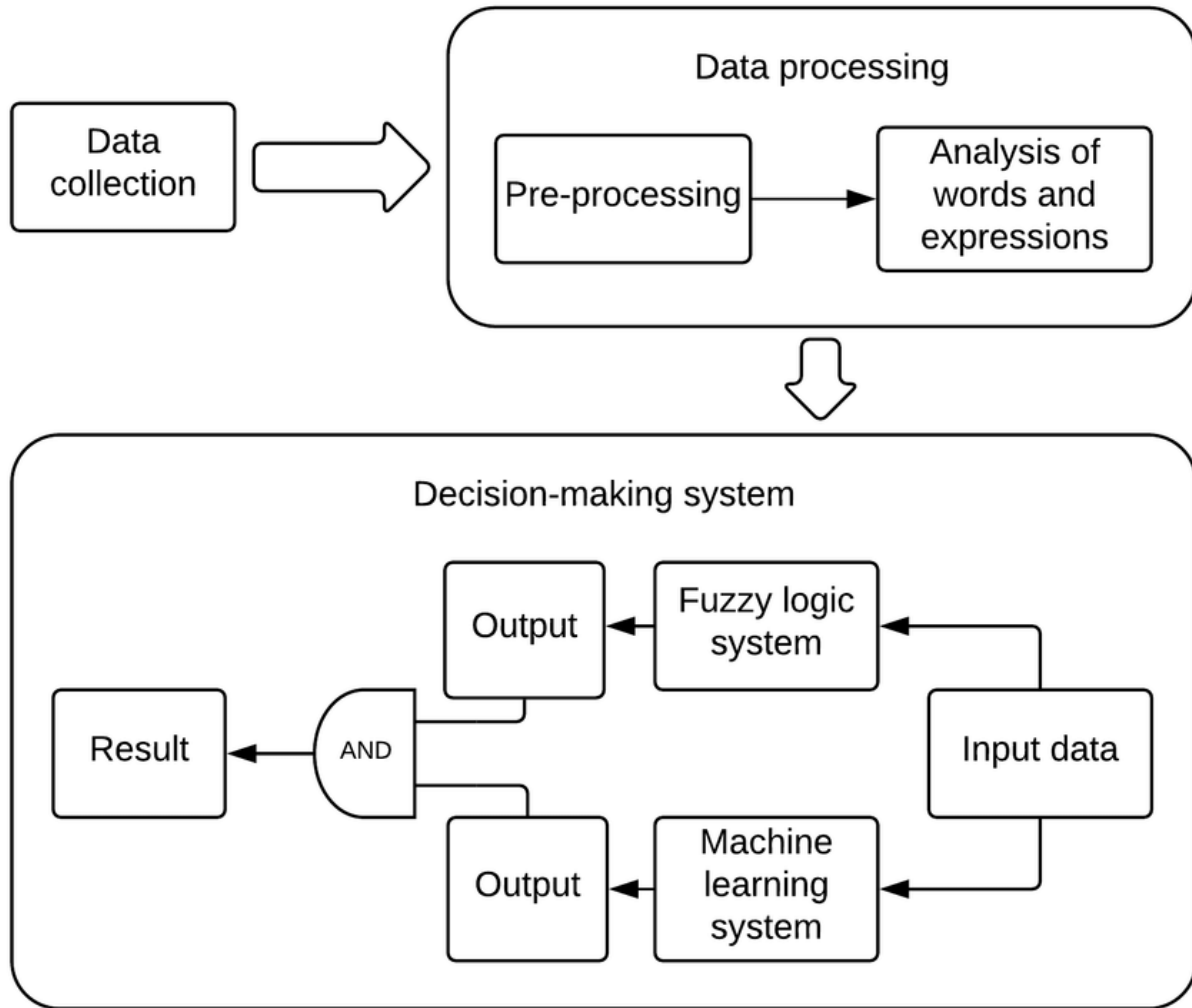 Data processing
Data
collection
Pre-processing
Analysis of
words and
expressions
Decision-making system
Output
Fuzzy logic
system
Result
AND
Input data
Output
Machine
learning
system